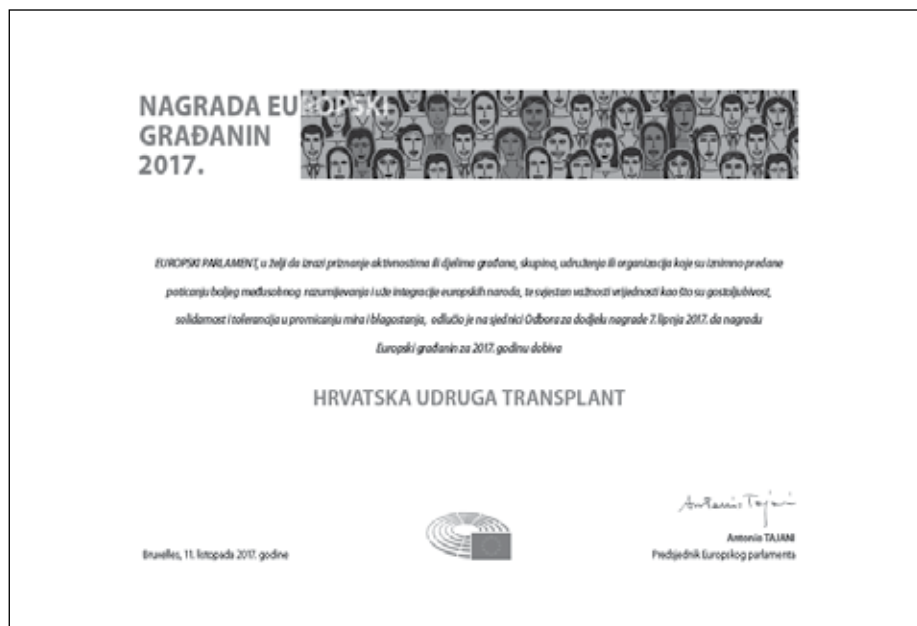 NAGRADA EUROPSKI
GRAĐANIN
2017.
EUROPSKI PARLAMENT, u želji da izrazi priznanje aktivnostima ili djelima građana, skupina, udruženja ili organizacija koje su iznimno predane
poticanju boljeg međusobnog razumijevanja i uže integracije europskih naroda, te svjestan važnosti vrijednosti kao što su gostoljubivost,
solidarnost i tolerancija u promicanju mira i blagostanja, odlučio je na sjednici Odbora za dodjelu nagrade 7. lipnja 2017. da nagradu
Europski građanin za 2017. godinu dobiva
HRVATSKA UDRUGA TRANSPLANT
Antonio Tajani
Antonio TAJANI
Bruxelles, 11. listopada 2017. godine
Predsjednik Europskog parlamenta